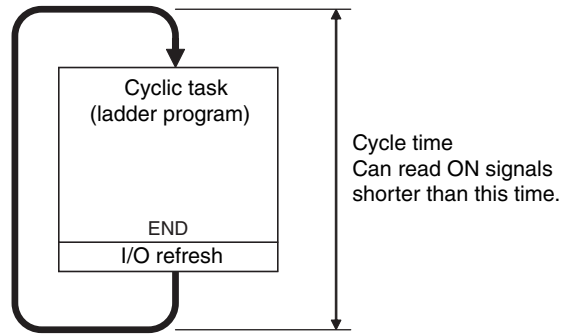 Cyclic task
(ladder program)
END
I/O refresh
Cycle time
Can read ON signals
shorter than this time.